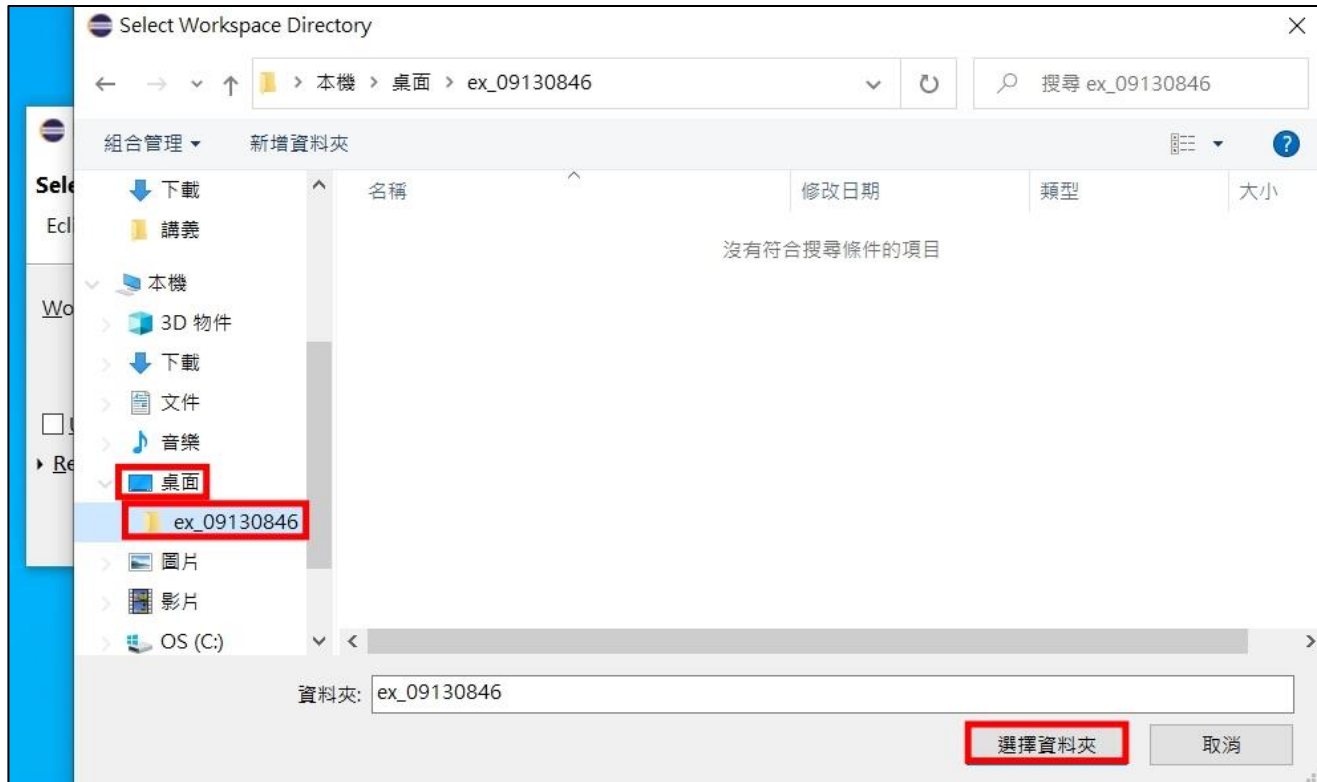 Select Workspace Directory
本機 > 桌面 > ex_09130846
搜尋 ex_09130846
組合管理 新增資料夾
Sele
Ecli
Wo
U
Re
名稱 修改日期 類型 大小
沒有符合搜尋條件的項目
下載
講義
本機
3D 物件
下載
文件
音樂
桌面
ex_09130846
圖片
影片
OS (C:)
資料夾: ex_09130846
選擇資料夾 取消